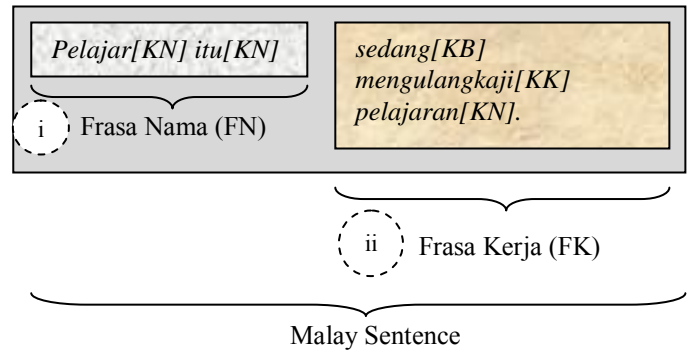 Pelajar[KN] itu[KN]
sedang[KB]
mengulangkaji[KK]
pelajaran[KN].
i
Frasa Nama (FN)
ii
Frasa Kerja (FK)
Malay Sentence